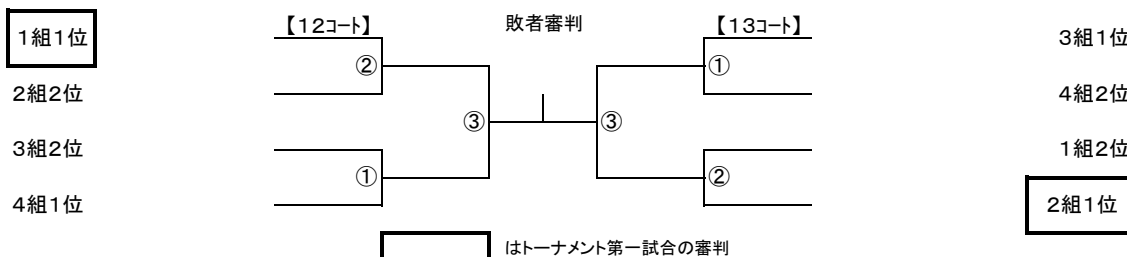 【12コート】 敗者審判 【13コート】
1組1位 3組1位
② ①
2組2位 4組2位
③ ③
3組2位 1組2位
① ②
4組1位 2組1位
はトーナメント第一試合の審判